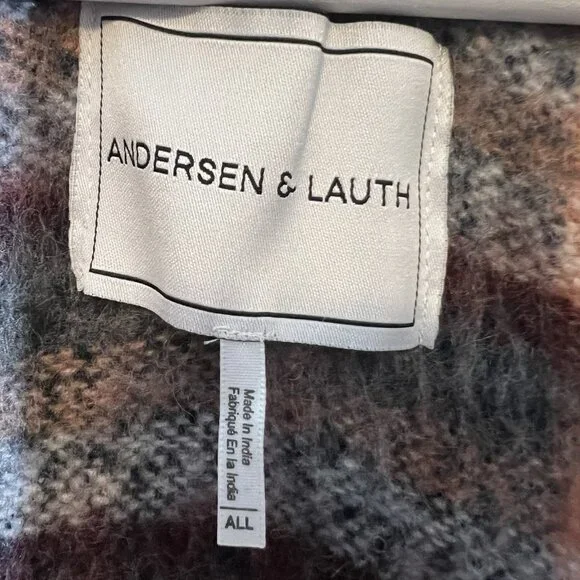 ANDERSEN & LAUTH
Made In India
Fabriqué En la India
ALL